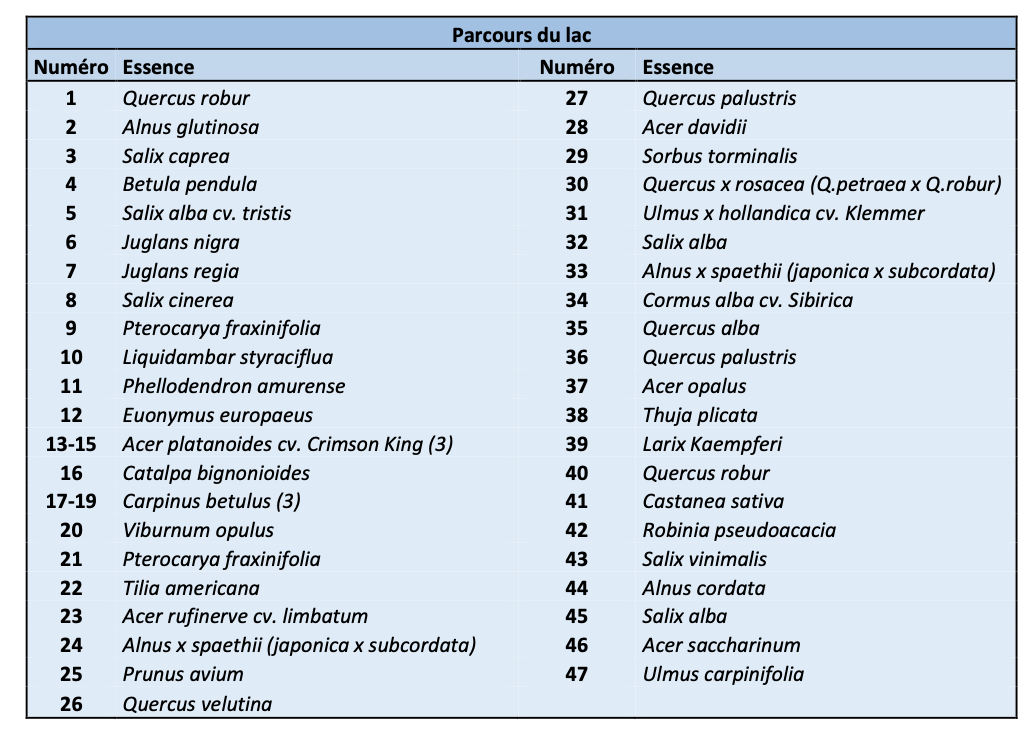 Parcours du lac
Numéro Essence Numéro Essence
1 Quercus robur 27 Quercus palustris
2 Alnus glutinosa 28 Acer davidii
3 Salix caprea 29 Sorbus torminalis
4 Betula pendula 30 Quercus x rosacea (Q.petraea x Q.robur)
5 Salix alba cv. tristis 31 Ulmus x hollandica cv. Klemmer
6 Juglans nigra 32 Salix alba
7 Juglans regia 33 Alnus x spaethii (japonica x subcordata)
8 Salix cinerea 34 Cormus alba cv. Sibirica
9 Pterocarya fraxinifolia 35 Quercus alba
10 Liquidambar styraciflua 36 Quercus palustris
11 Phellodendron amurense 37 Acer opalus
12 Euonymus europaeus 38 Thuja plicata
13-15 Acer platanoides cv. Crimson King (3) 39 Larix Kaempferi
16 Catalpa bignonioides 40 Quercus robur
17-19 Carpinus betulus (3) 41 Castanea sativa
20 Viburnum opulus 42 Robinia pseudoacacia
21 Pterocarya fraxinifolia 43 Salix vinimalis
22 Tilia americana 44 Alnus cordata
23 Acer rufinerve cv. limbatum 45 Salix alba
24 Alnus x spaethii (japonica x subcordata) 46 Acer saccharinum
25 Prunus avium 47 Ulmus carpinifolia
26 Quercus velutina